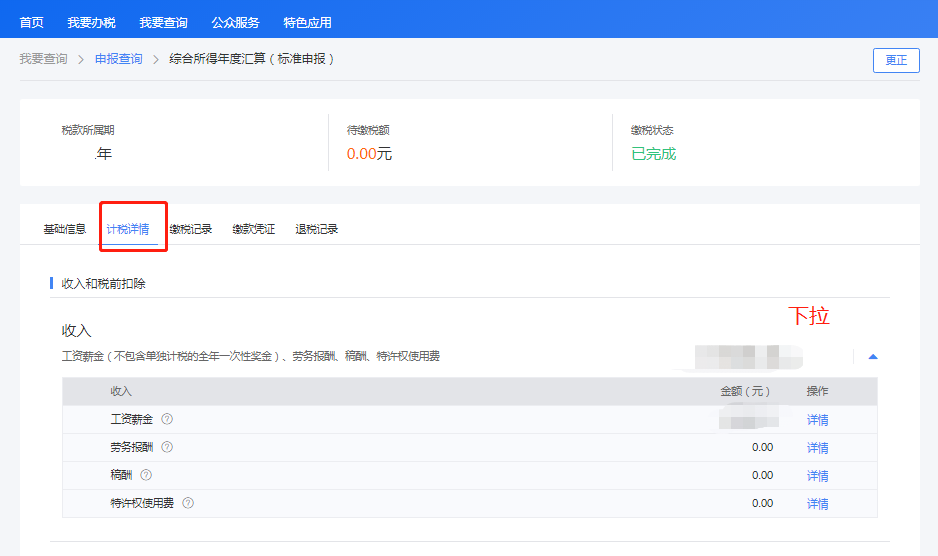 首页 我要办税 我要查询 公众服务 特色应用
我要查询 > 申报查询 > 综合所得年度汇算（标准申报） 更正
税款所属期 待缴税额 缴税状态
年 0.00元 已完成
基础信息 计税详情 缴税记录 缴款凭证 退税记录
收入和税前扣除
下拉
收入
工资薪金（不包含单独计税的全年一次性奖金）、劳务报酬、稿酬、特许权使用费
收入 金额（元） 操作
工资薪金 ? 详情
劳务报酬 ? 0.00 详情
稿酬 ? 0.00 详情
特许权使用费 ? 0.00 详情